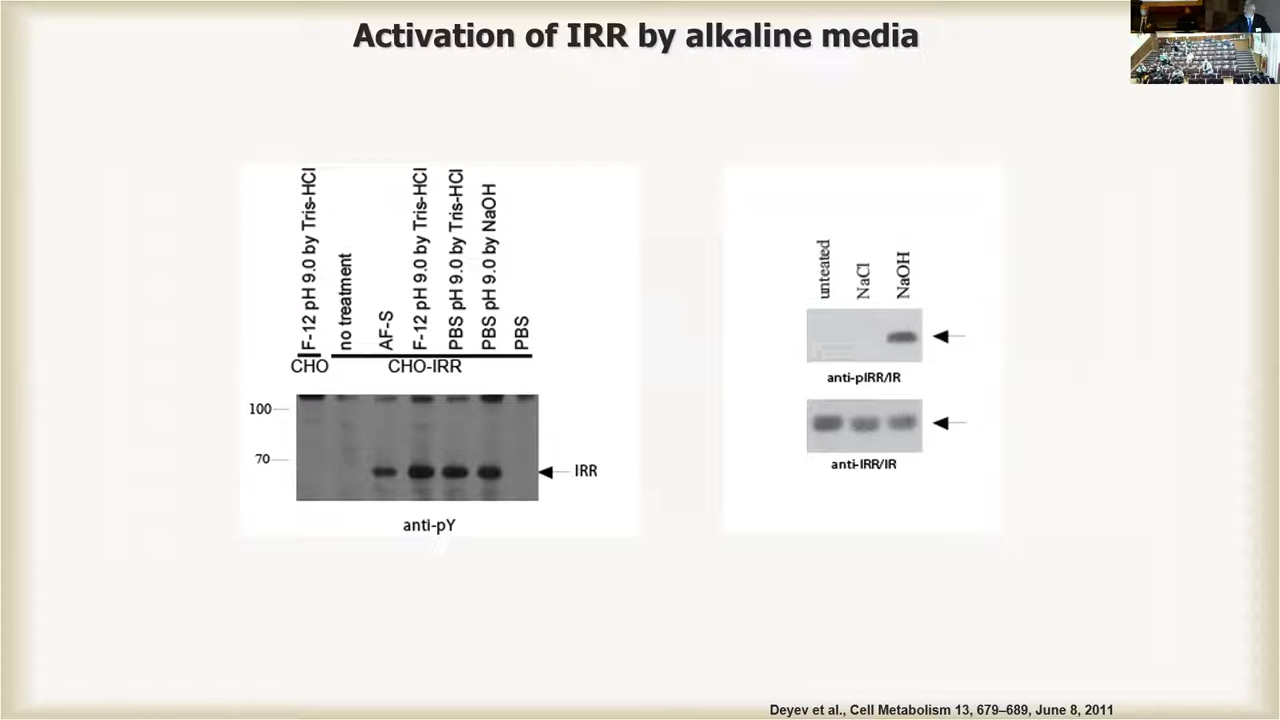 Activation of IRR by alkaline media
F-12 pH 9.0 by Tris-HCl
no treatment
AF-S
F-12 pH 9.0 by Tris-HCl
PBS pH 9.0 by Tris-HCl
PBS pH 9.0 by NaOH
PBS
CHO
CHO-IRR
100
70
IRR
anti-pY
unteated
NaCl
NaOH
anti-pIRR/IR
anti-IRR/IR
Deyev et al., Cell Metabolism 13, 679–689, June 8, 2011